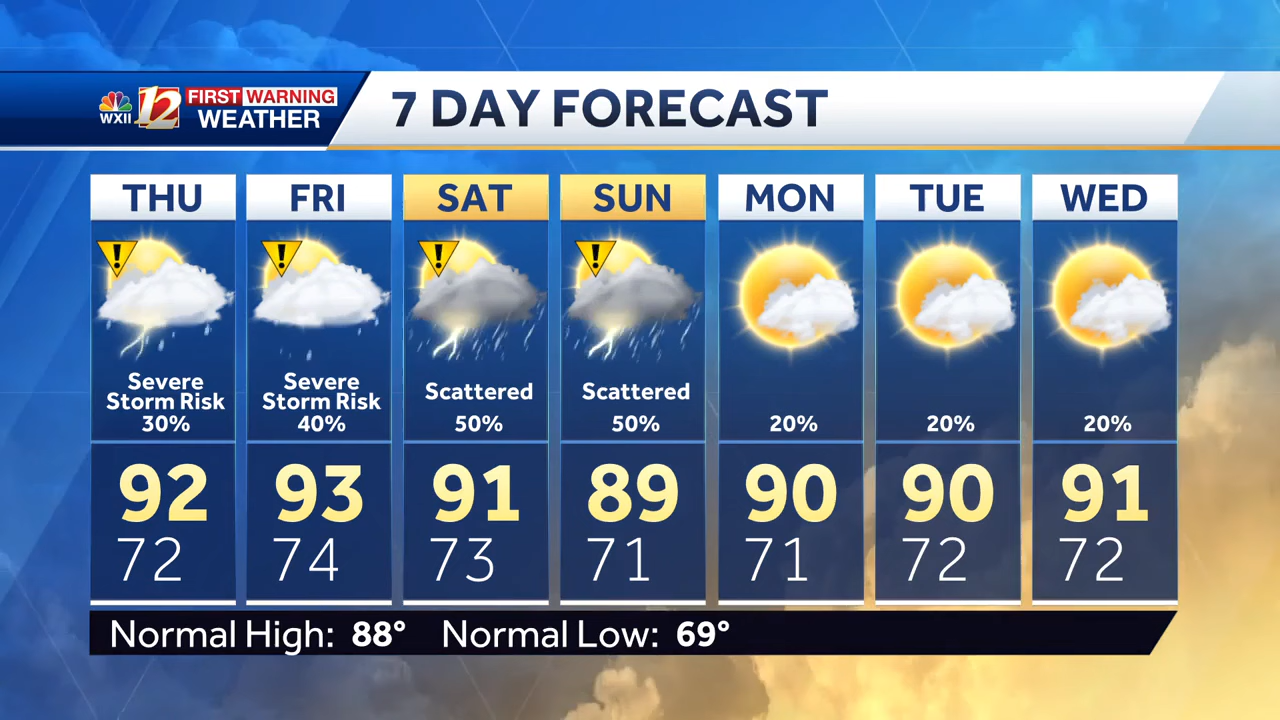 WXII 12 FIRST WARNING WEATHER
7 DAY FORECAST
THU FRI SAT SUN MON TUE WED
! ! ! !
Severe Severe
Storm Risk Storm Risk Scattered Scattered
30% 40% 50% 50% 20% 20% 20%
92 93 91 89 90 90 91
72 74 73 71 71 72 72
Normal High: 88° Normal Low: 69°